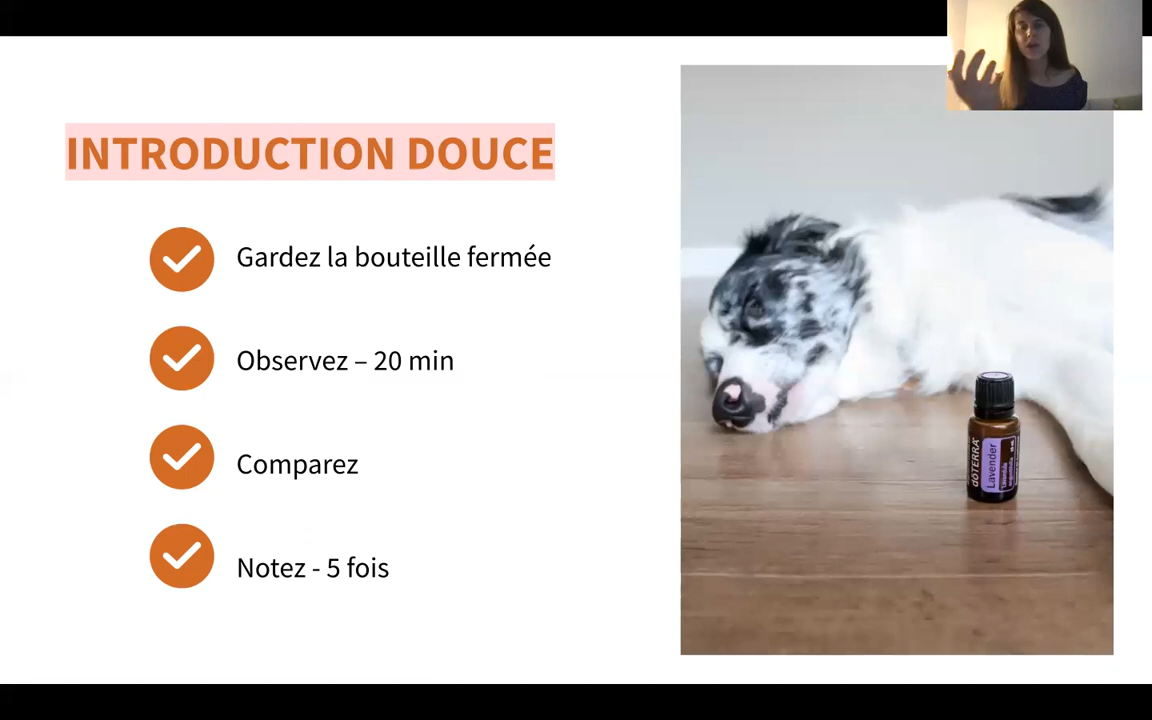 INTRODUCTION DOUCE
Gardez la bouteille fermée
Observez – 20 min
Comparez
Notez - 5 fois
dōTERRA
Lavender